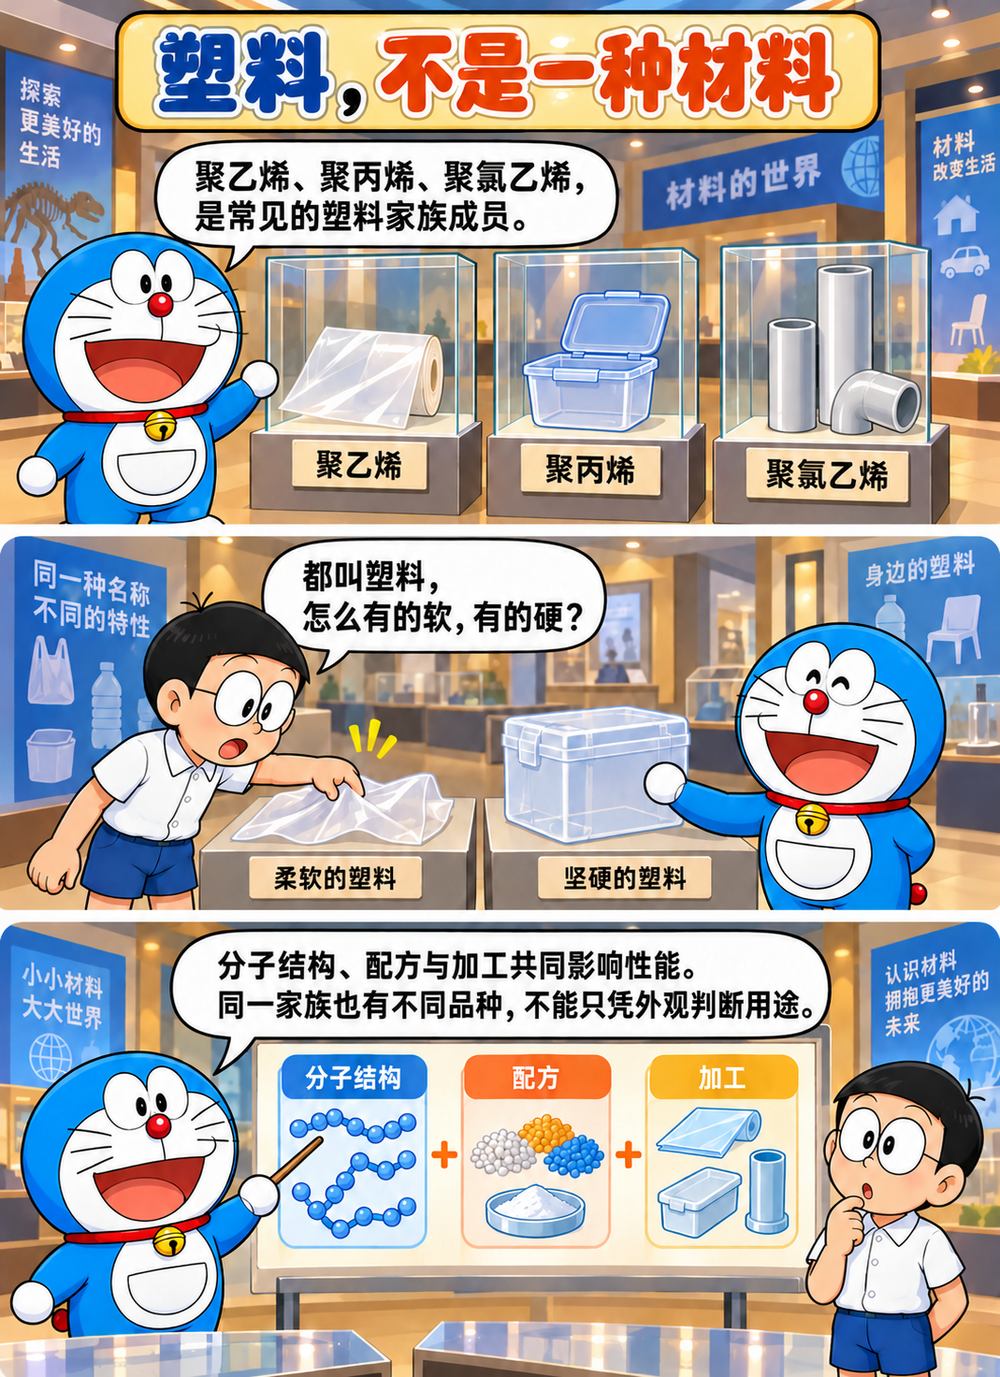 塑料，不是一种材料
探索
更美好的
生活
聚乙烯、聚丙烯、聚氯乙烯，
是常见的塑料家族成员。
材料的世界
材料
改变生活
聚乙烯
聚丙烯
聚氯乙烯
同一种名称
不同的特性
都叫塑料，
怎么有的软，有的硬？
身边的塑料
柔软的塑料
坚硬的塑料
小小材料
大大世界
分子结构、配方与加工共同影响性能。
同一家族也有不同品种，不能只凭外观判断用途。
认识材料
拥抱更美好的
未来
分子结构
配方
加工